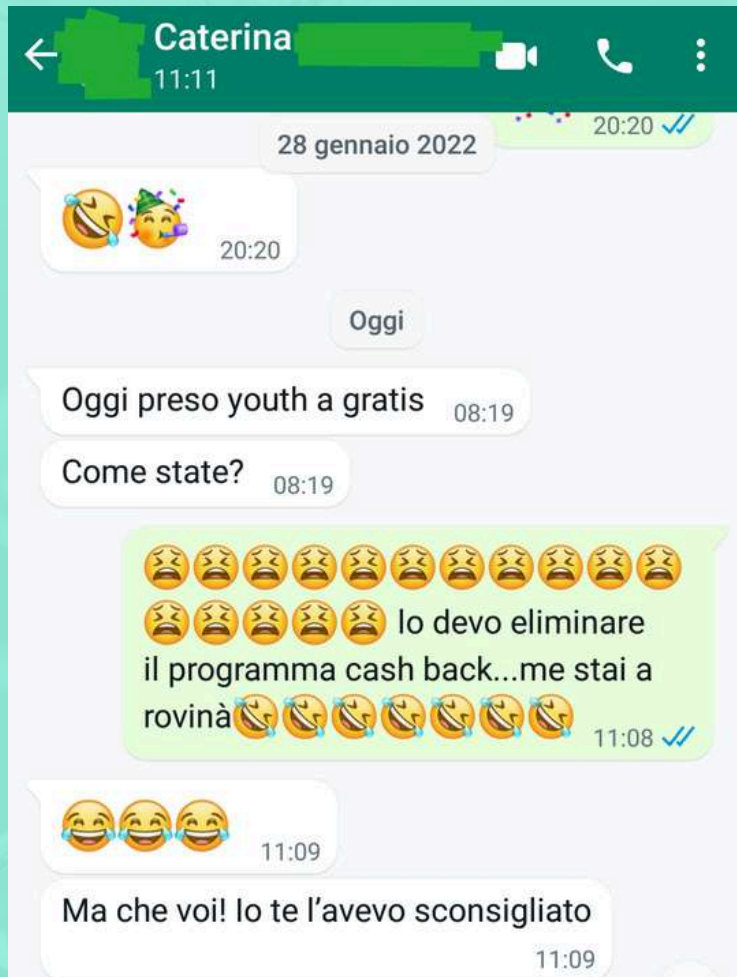 Caterina
11:11
20:20
28 gennaio 2022
🤣🥳
20:20
Oggi
Oggi preso youth a gratis 08:19
Come state? 08:19
😫😫😫😫😫😫😫😫😫😫😫
😫😫😫😫😫 Io devo eliminare
il programma cash back...me stai a
rovinà🤣🤣🤣🤣🤣🤣🤣 11:08
😂😂😂
11:09
Ma che voi! Io te l’avevo sconsigliato
11:09